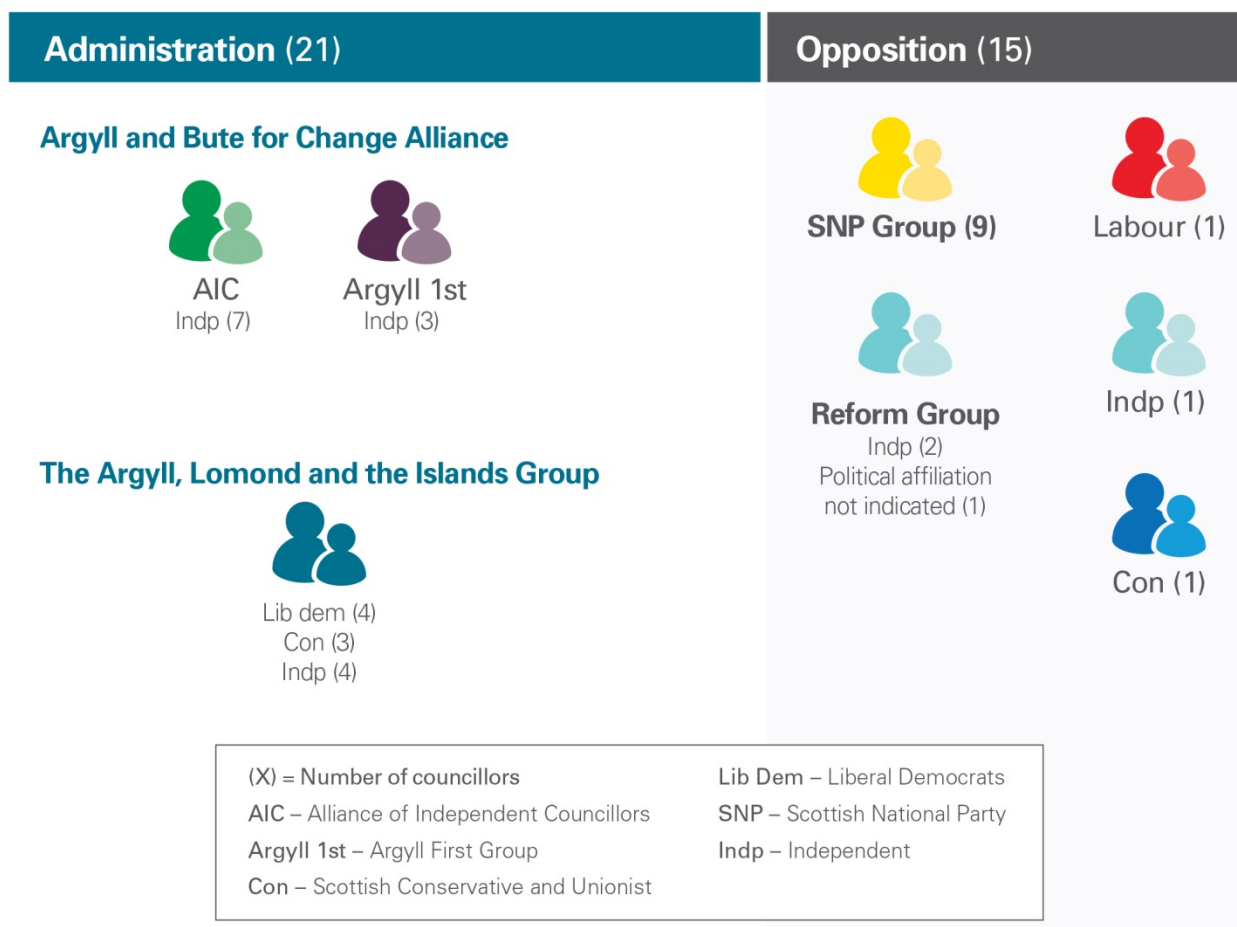 Administration (21)
Argyll and Bute for Change Alliance
AIC
Indp (7)
Argyll 1st
Indp (3)
The Argyll, Lomond and the Islands Group
Lib dem (4)
Con (3)
Indp (4)
Opposition (15)
SNP Group (9)
Labour (1)
Reform Group
Indp (2)
Political affiliation
not indicated (1)
Indp (1)
Con (1)
(X) = Number of councillors
AIC – Alliance of Independent Councillors
Argyll 1st – Argyll First Group
Con – Scottish Conservative and Unionist
Lib Dem – Liberal Democrats
SNP – Scottish National Party
Indp – Independent